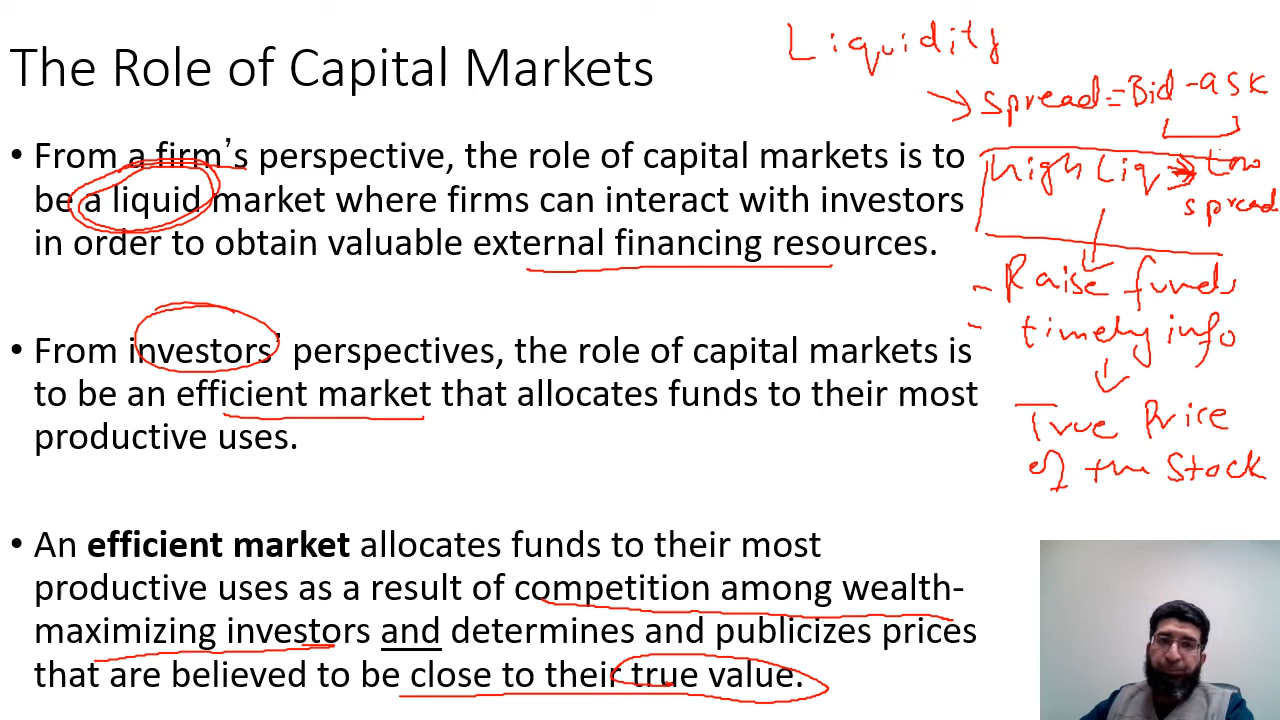 The Role of Capital Markets
• From a firm's perspective, the role of capital markets is to
be a liquid market where firms can interact with investors
in order to obtain valuable external financing resources.
• From investors' perspectives, the role of capital markets is
to be an efficient market that allocates funds to their most
productive uses.
• An efficient market allocates funds to their most
productive uses as a result of competition among wealth-
maximizing investors and determines and publicizes prices
that are believed to be close to their true value.
Liquidity
→ spread = Bid - ask
high Liq → Low
spread
- Raise funds
- timely info
↓
True Price
of the Stock